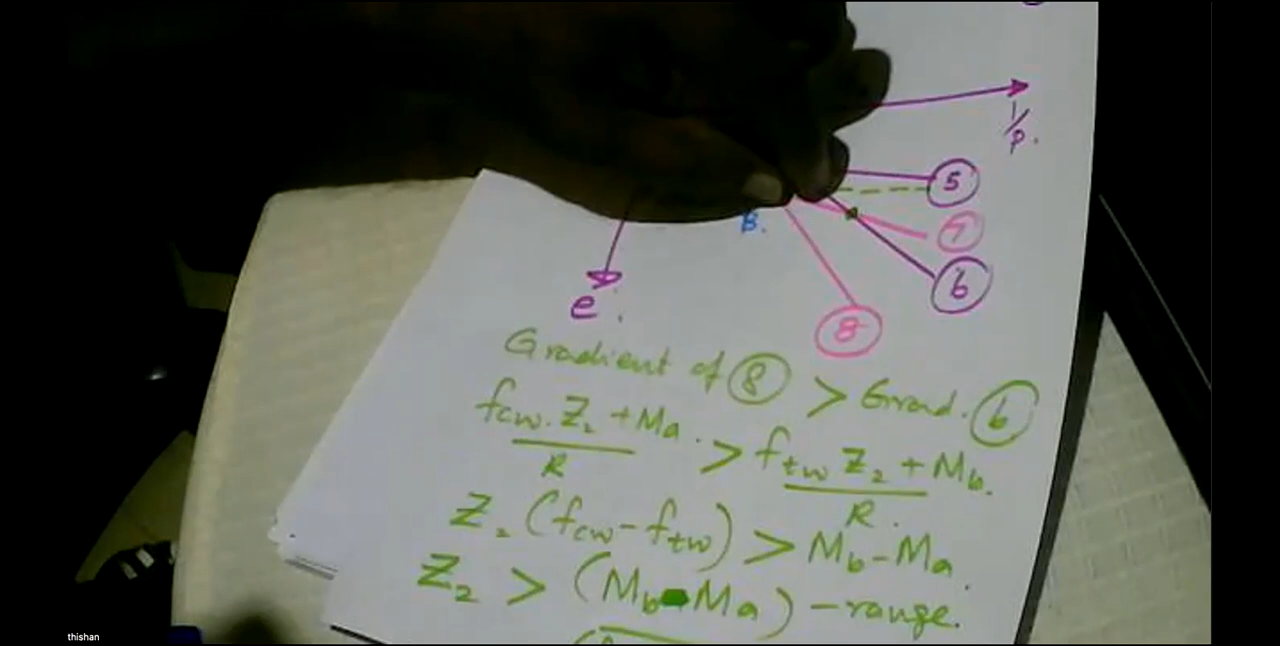 1/p.
5
B.
7
6
e.
8
Gradient of 8 > Grad. 6
fcw. Z₂ + Ma. > ftw Z₂ + Mb.
R R.
Z₂ (fcw - ftw) > Mb - Ma.
Z₂ > (Mb - Ma) - range.
thishan